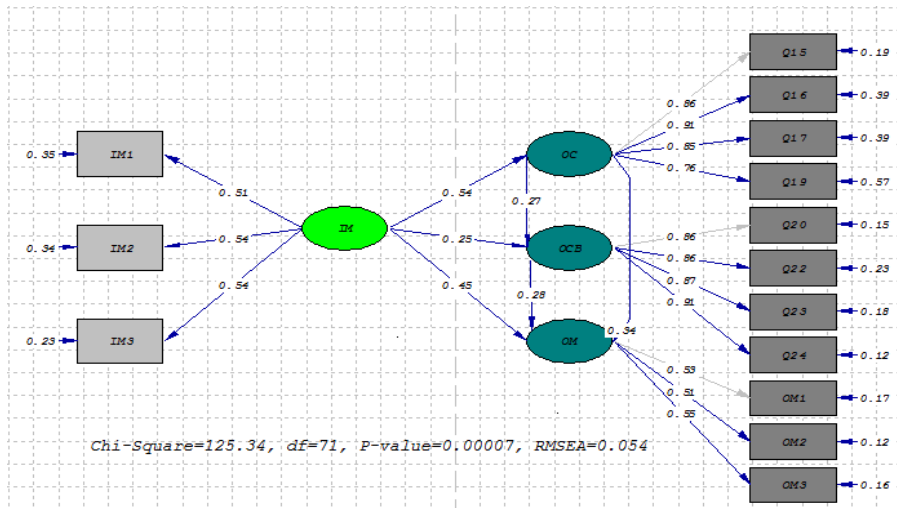 Q15 0.19
0.86
Q16 0.39
0.91
Q17 0.39
0.85
0.35 IM1
OC
0.76
Q19 0.57
0.51
0.54
0.27
Q20 0.15
0.86
IM
0.34 IM2
0.54
0.25
OCB
0.86
Q22 0.23
0.87
0.54
0.45
0.28
0.91
Q23 0.18
0.23 IM3
OM
0.34
Q24 0.12
0.53
0.51
OM1 0.17
0.55
OM2 0.12
Chi-Square=125.34, df=71, P-value=0.00007, RMSEA=0.054
OM3 0.16